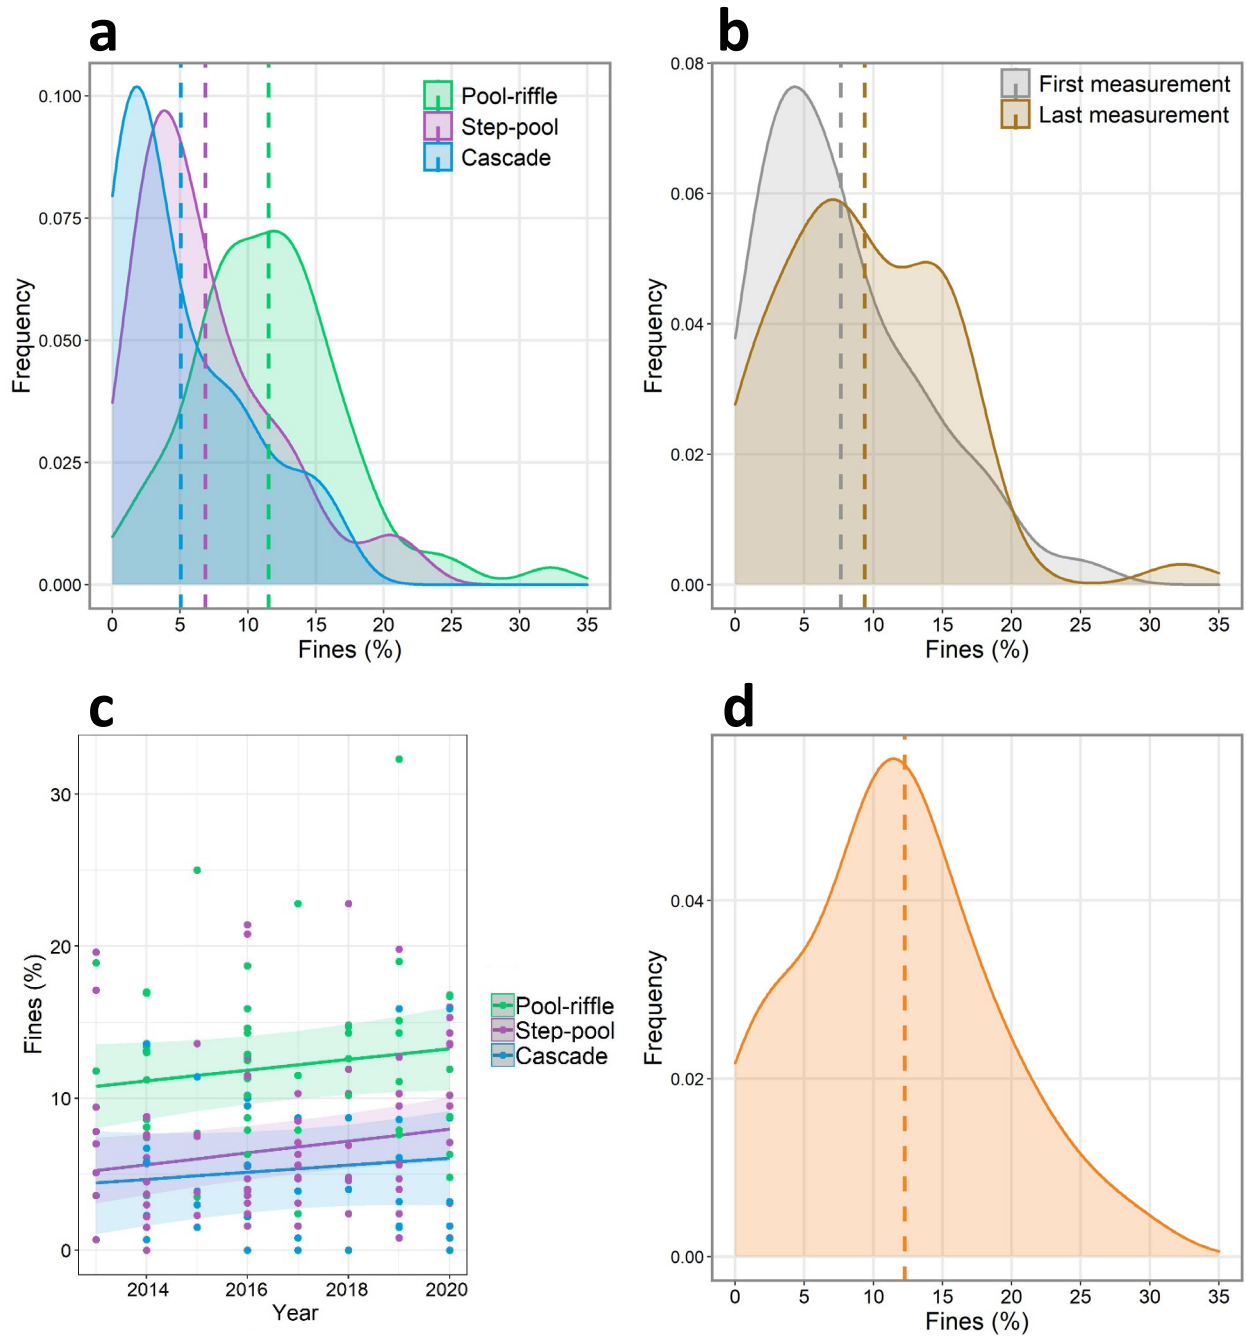 a
0.100
0.075
0.050
0.025
0.000
Frequency
Pool-riffle
Step-pool
Cascade
0 5 10 15 20 25 30 35
Fines (%)
b
0.08
0.06
0.04
0.02
0.00
Frequency
First measurement
Last measurement
0 5 10 15 20 25 30 35
Fines (%)
c
30
20
10
0
Fines (%)
2014 2016 2018 2020
Year
Pool-riffle
Step-pool
Cascade
d
0.04
0.02
0.00
Frequency
0 5 10 15 20 25 30 35
Fines (%)